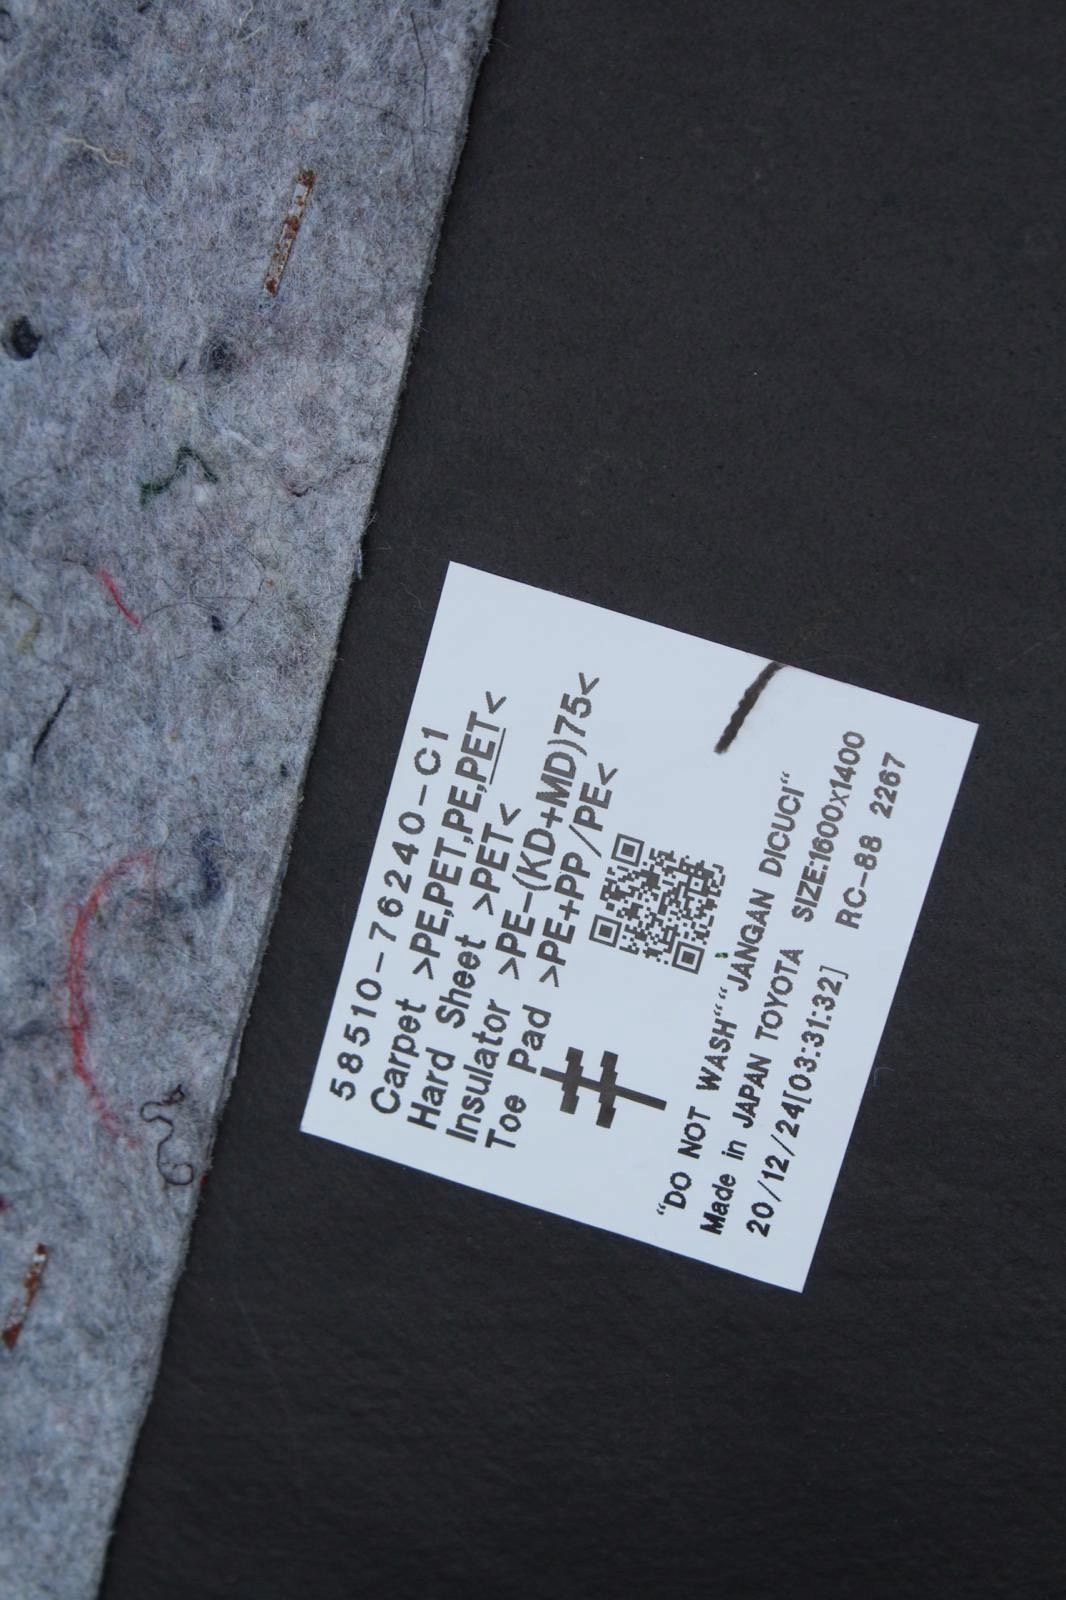 58510-76240-C1
Carpet >PE,PET,PE,PE,PET<
Hard Sheet >PET<
Insulator >PE-(KD+MD)75<
Toe Pad >PE+PP/PE<
"DO NOT WASH" "JANGAN DICUCI"
Made in JAPAN TOYOTA SIZE:1600x1400
20/12/24[03:31:32] RC-88 2267